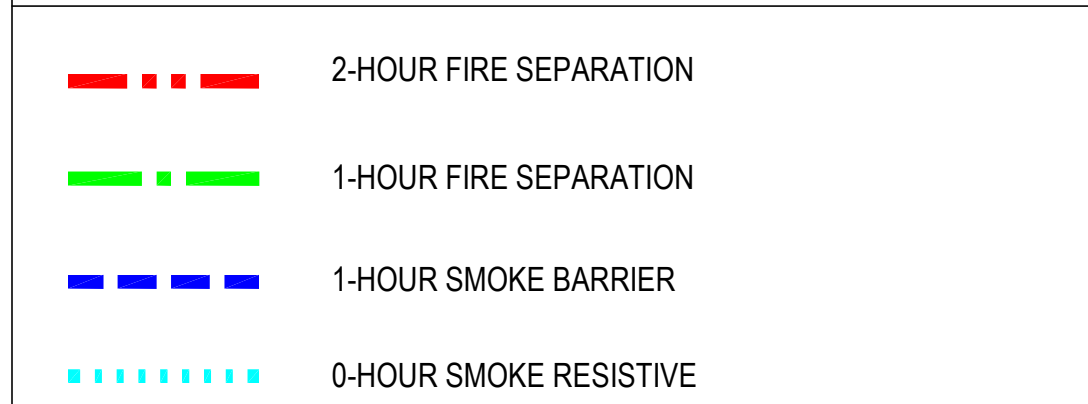 2-HOUR FIRE SEPARATION
1-HOUR FIRE SEPARATION
1-HOUR SMOKE BARRIER
0-HOUR SMOKE RESISTIVE